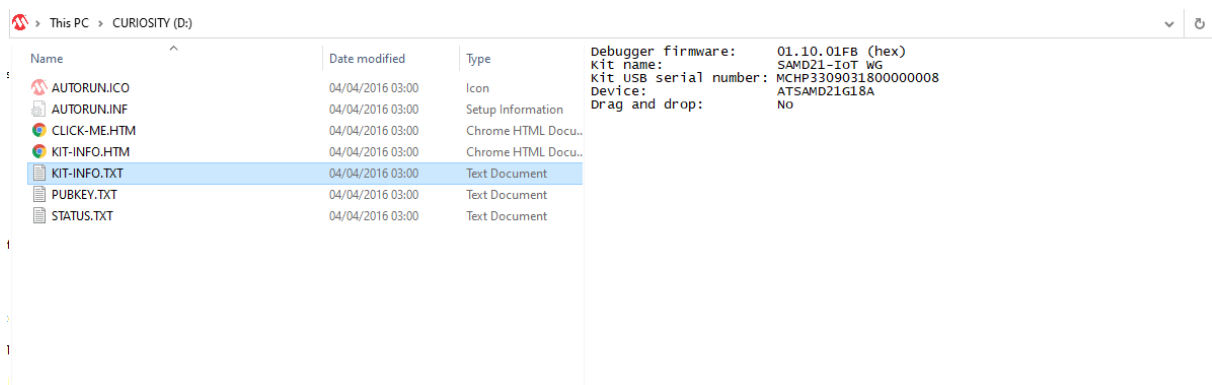 This PC > CURIOSITY (D:)
Name Date modified Type
AUTORUN.ICO 04/04/2016 03:00 Icon
AUTORUN.INF 04/04/2016 03:00 Setup Information
CLICK-ME.HTM 04/04/2016 03:00 Chrome HTML Docu...
KIT-INFO.HTM 04/04/2016 03:00 Chrome HTML Docu...
KIT-INFO.TXT 04/04/2016 03:00 Text Document
PUBKEY.TXT 04/04/2016 03:00 Text Document
STATUS.TXT 04/04/2016 03:00 Text Document
Debugger firmware: 01.10.01FB (hex)
Kit name: SAMD21-IoT WG
Kit USB serial number: MCHP3309031800000008
Device: ATSAMD21G18A
Drag and drop: No